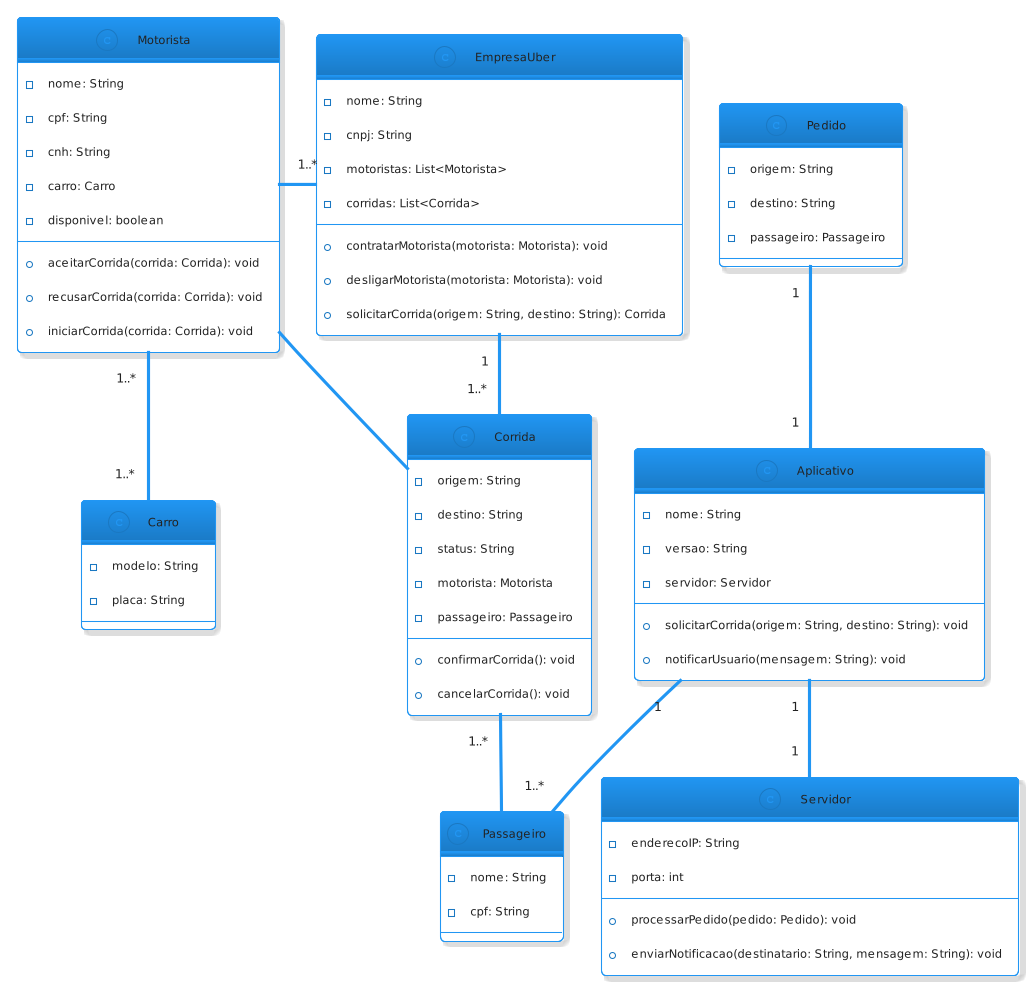 Motorista
nome: String
cpf: String
cnh: String
carro: Carro
disponivel: boolean
aceitarCorrida(corrida: Corrida): void
recusarCorrida(corrida: Corrida): void
iniciarCorrida(corrida: Corrida): void
1..*
EmpresaUber
nome: String
cnpj: String
motoristas: List<Motorista>
corridas: List<Corrida>
contratarMotorista(motorista: Motorista): void
desligarMotorista(motorista: Motorista): void
solicitarCorrida(origem: String, destino: String): Corrida
Pedido
origem: String
destino: String
passageiro: Passageiro
1
1
1..*
1
1..*
1..*
Carro
modelo: String
placa: String
Corrida
origem: String
destino: String
status: String
motorista: Motorista
passageiro: Passageiro
confirmarCorrida(): void
cancelarCorrida(): void
Aplicativo
nome: String
versao: String
servidor: Servidor
solicitarCorrida(origem: String, destino: String): void
notificarUsuario(mensagem: String): void
1..*
1
1..*
1
1
Passageiro
nome: String
cpf: String
Servidor
enderecoIP: String
porta: int
processarPedido(pedido: Pedido): void
enviarNotificacao(destinatario: String, mensagem: String): void